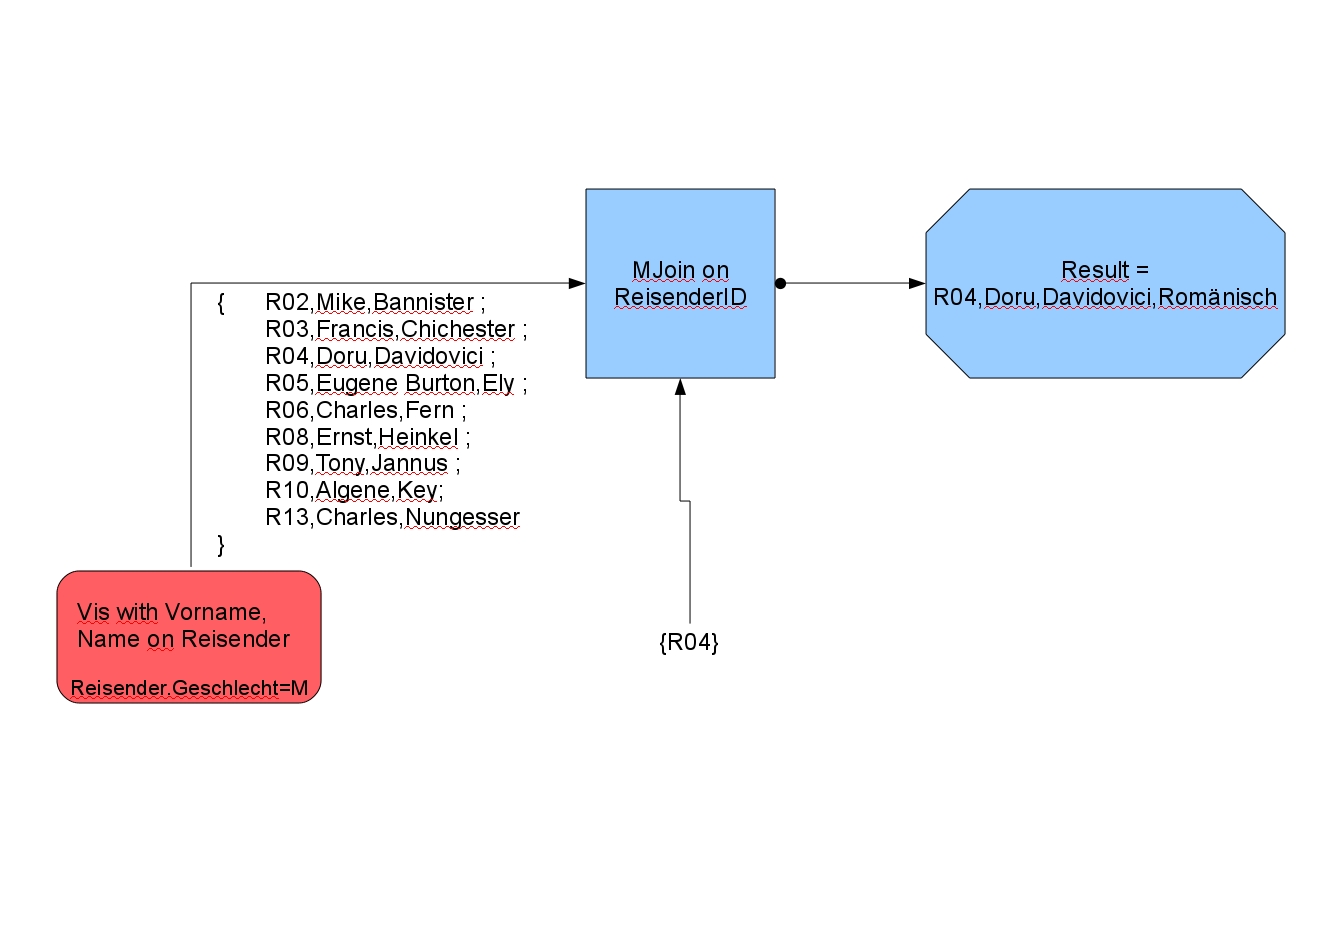 MJoin on
ReisenderID
Result =
R04,Doru,Davidovici,Romänisch
{ R02,Mike,Bannister ;
R03,Francis,Chichester ;
R04,Doru,Davidovici ;
R05,Eugene Burton,Ely ;
R06,Charles,Fern ;
R08,Ernst,Heinkel ;
R09,Tony,Jannus ;
R10,Algene,Key;
R13,Charles,Nungesser
}
Vis with Vorname,
Name on Reisender
Reisender.Geschlecht=M
{R04}